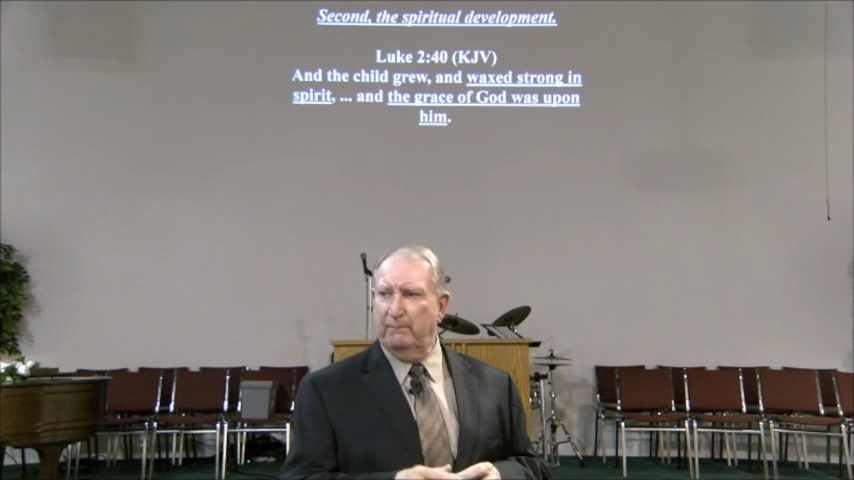 Second, the spiritual development.
Luke 2:40 (KJV)
And the child grew, and waxed strong in
spirit, ... and the grace of God was upon
him.